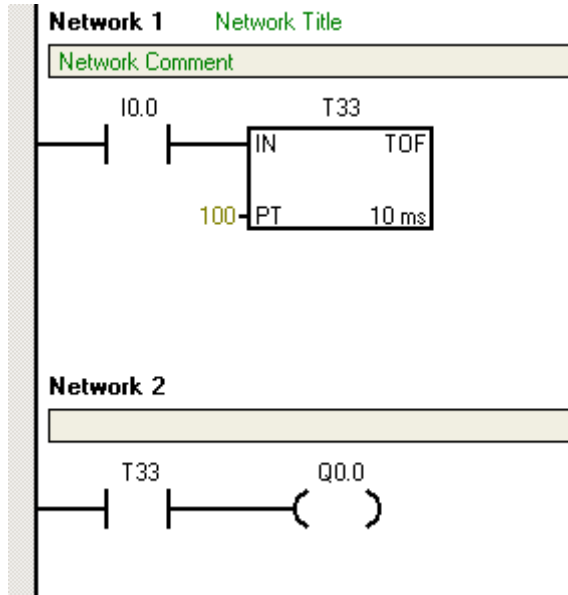 Network 1 Network Title
Network Comment
I0.0 T33
IN TOF
100 PT 10 ms
Network 2
T33 Q0.0